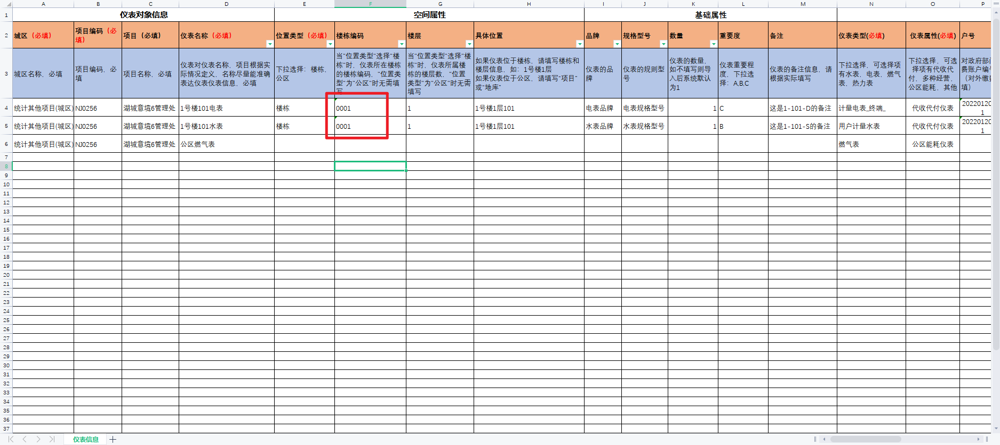 A B C D E F G H I J K L M N O P
1 仪表对象信息 空间属性 基础属性
2 城区（必填） 项目编码（必填） 项目（必填） 仪表名称（必填） 位置类型（必填） 楼栋编码 楼层 具体位置 品牌 规格型号 数量 重要度 备注 仪表类型(必填) 仪表属性(必填) 户号
3
城区名称，必填
项目编码，必
填
项目名称，必填
仪表对仪表名称，项目根据实
际情况定义，名称尽量能准确
表达仪表仪表信息，必填
下拉选择：楼栋、
公区
当"位置类型"选择"楼
栋"时，仪表所在楼栋
的楼栋编码，"位置类
型"为"公区"时无需填
写
当"位置类型"选择"楼
栋"时，仪表所属楼
栋的楼层数，"位置
类型"为"公区"时无需
填写
如果仪表位于楼栋，请填写楼栋和
楼层信息，如：1号楼1层
如果仪表位于公区，请填写"项目"
或"地库"
仪表的品
牌
仪表的规则型
号
仪表的数量，
如不填写则导
入后系统默认
为1
仪表重要程
度，下拉选
择：A,B,C
仪表的备注信息，请
根据实际填写
下拉选择，可选择项
有水表、电表、燃气
表、热力表
下拉选择，可选
择项有代收代
付、多种经营、
公区能耗、其他
对政府部门
费账户编号
（对外缴费
填）
4 统计其他项目(城区) NJ0256 湖城意境6管理处 1号楼101电表 楼栋 0001 1 1号楼1层101 电表品牌 电表规格型号 1 C 这是1-101-D的备注 计量电表_终端_ 代收代付仪表 20220120
1
5 统计其他项目(城区) NJ0256 湖城意境6管理处 1号楼101水表 楼栋 0001 1 1号楼1层101 水表品牌 水表规格型号 1 B 这是1-101-S的备注 用户计量水表 代收代付仪表 20220120
1
6 统计其他项目(城区) NJ0256 湖城意境6管理处 公区燃气表 燃气表 公区能耗仪表
7
8
9
10
11
12
13
14
15
16
17
18
19
20
21
22
23
24
25
26
27
28
29
30
31
32
33
34
35
36
37
仪表信息